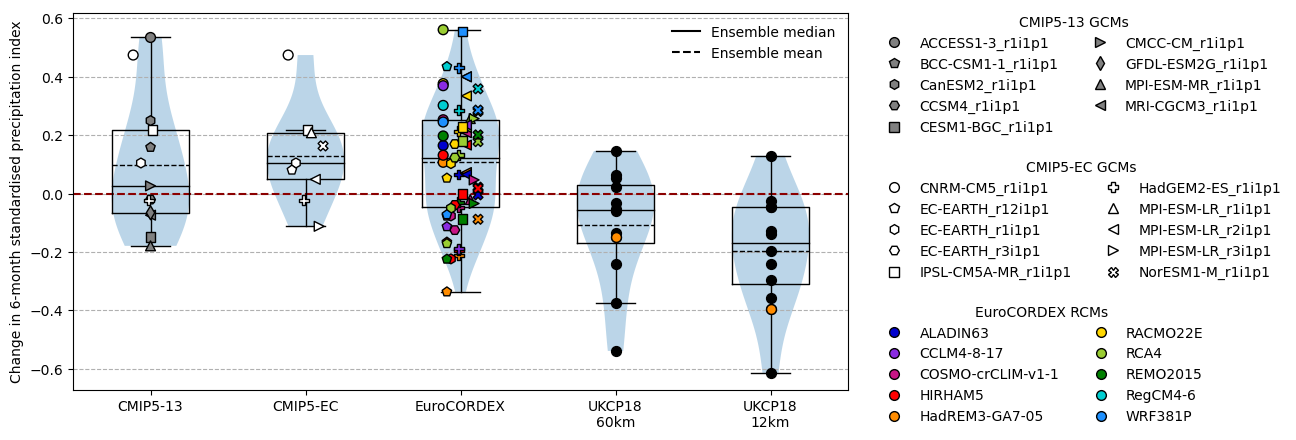 Change in 6-month standardised precipitation index
0.6
0.4
0.2
0.0
−0.2
−0.4
−0.6
Ensemble median
Ensemble mean
CMIP5-13
CMIP5-EC
EuroCORDEX
UKCP18
60km
UKCP18
12km
CMIP5-13 GCMs
ACCESS1-3_r1i1p1
BCC-CSM1-1_r1i1p1
CanESM2_r1i1p1
CCSM4_r1i1p1
CESM1-BGC_r1i1p1
CMCC-CM_r1i1p1
GFDL-ESM2G_r1i1p1
MPI-ESM-MR_r1i1p1
MRI-CGCM3_r1i1p1
CMIP5-EC GCMs
CNRM-CM5_r1i1p1
EC-EARTH_r12i1p1
EC-EARTH_r1i1p1
EC-EARTH_r3i1p1
IPSL-CM5A-MR_r1i1p1
HadGEM2-ES_r1i1p1
MPI-ESM-LR_r1i1p1
MPI-ESM-LR_r2i1p1
MPI-ESM-LR_r3i1p1
NorESM1-M_r1i1p1
EuroCORDEX RCMs
ALADIN63
CCLM4-8-17
COSMO-crCLIM-v1-1
HIRHAM5
HadREM3-GA7-05
RACMO22E
RCA4
REMO2015
RegCM4-6
WRF381P